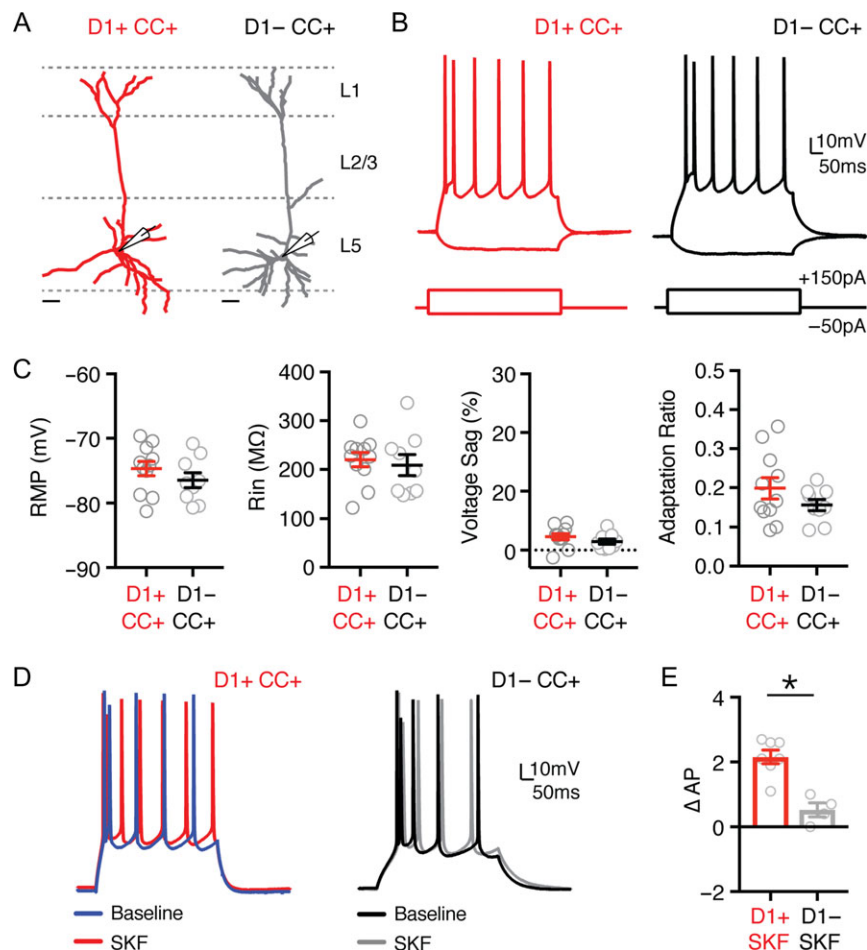 A
D1+ CC+
D1− CC+
L1
L2/3
L5
B
D1+ CC+
D1− CC+
10mV
50ms
+150pA
−50pA
C
RMP (mV)
−60
−70
−80
−90
D1+
CC+
D1−
CC+
Rin (MΩ)
400
300
200
100
0
D1+
CC+
D1−
CC+
Voltage Sag (%)
30
20
20
0
D1+
CC+
D1−
CC+
Adaptation Ratio
0.5
0.4
0.3
0.2
0.1
0.0
D1+
CC+
D1−
CC+
D
D1+ CC+
Baseline
SKF
D1− CC+
10mV
50ms
Baseline
SKF
E
*
Δ AP
4
2
0
−2
D1+
SKF
D1−
SKF